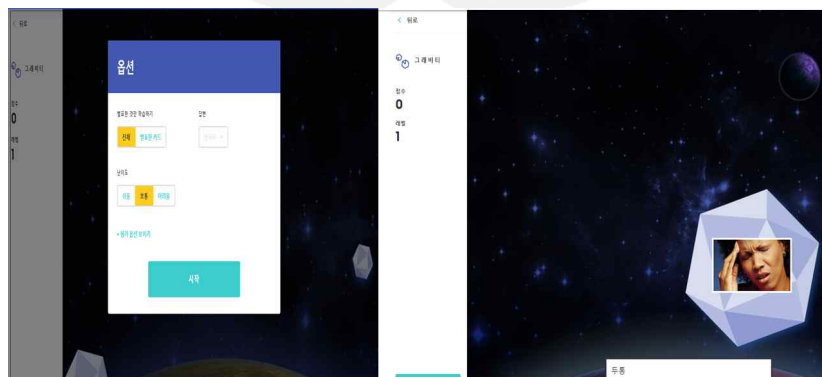 < 뒤로
그래비티
점수
0
레벨
1
옵션
별표한 것만 학습하기
답변
전체
별표한 카드
난이도
쉬움
보통
어려움
시작
< 뒤로
그래비티
점수
0
레벨
1
두통